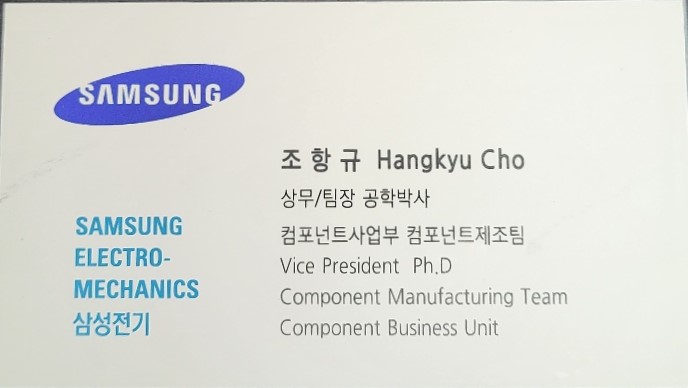 SAMSUNG
조 항 규 Hangkyu Cho
상무/팀장 공학박사
컴포넌트사업부 컴포넌트제조팀
Vice President Ph.D
Component Manufacturing Team
Component Business Unit
SAMSUNG
ELECTRO-
MECHANICS
삼성전기